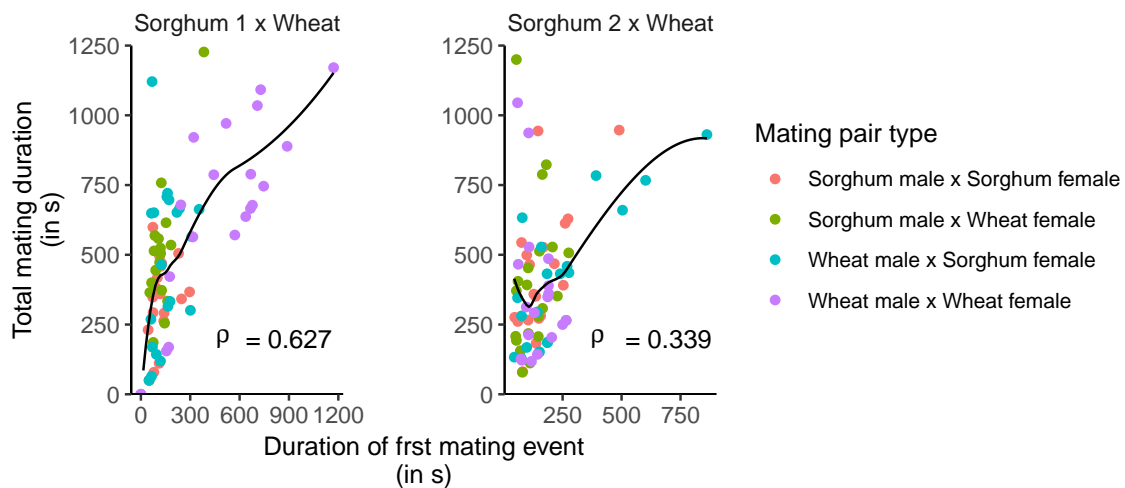 Sorghum 1 x Wheat
Sorghum 2 x Wheat
Total mating duration
(in s)
1250
1000
750
500
250
0
ρ = 0.627
0 300 600 900 1200
1250
1000
750
500
250
0
ρ = 0.339
250 500 750
Duration of frst mating event
(in s)
Mating pair type
Sorghum male x Sorghum female
Sorghum male x Wheat female
Wheat male x Sorghum female
Wheat male x Wheat female